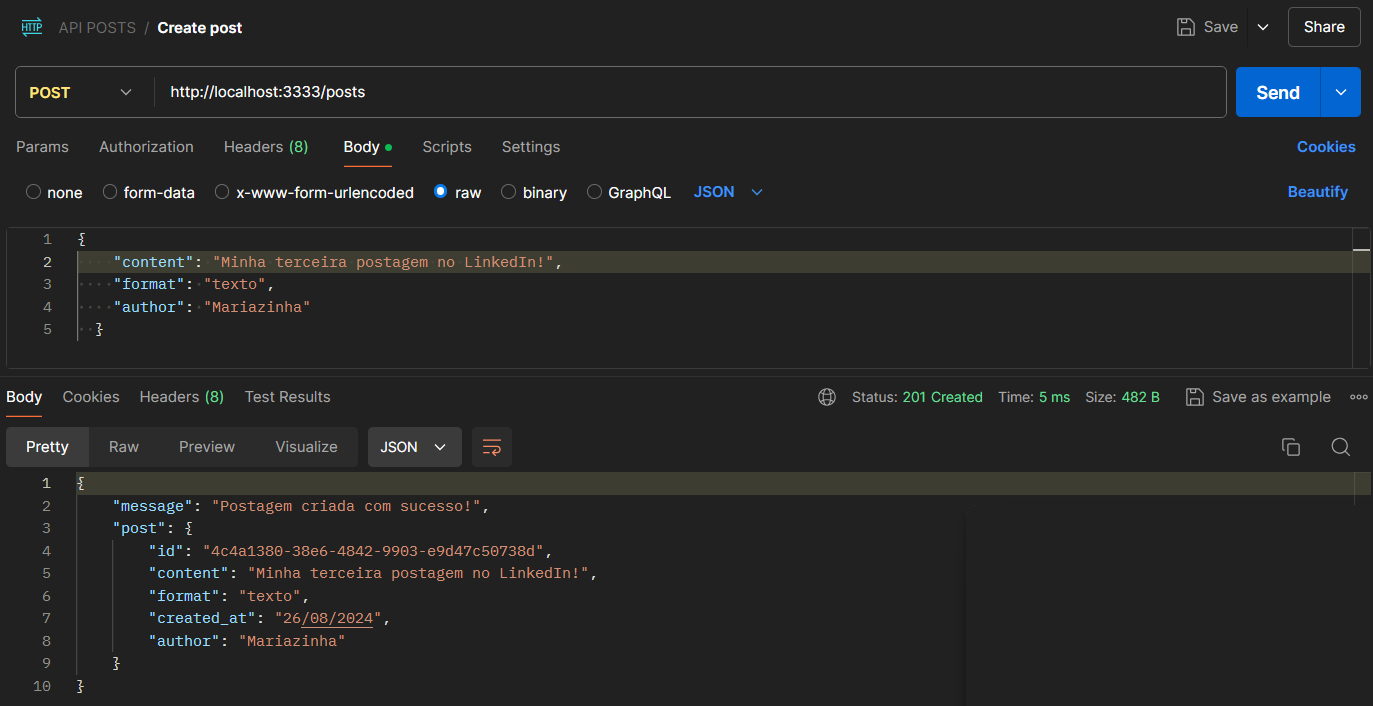 HTTP API POSTS / Create post Save Share
POST http://localhost:3333/posts Send
Params Authorization Headers (8) Body Scripts Settings Cookies
none form-data x-www-form-urlencoded raw binary GraphQL JSON Beautify
1 {
2 "content": "Minha terceira postagem no LinkedIn!",
3 "format": "texto",
4 "author": "Mariazinha"
5 }
Body Cookies Headers (8) Test Results Status: 201 Created Time: 5 ms Size: 482 B Save as example
Pretty Raw Preview Visualize JSON
1 {
2 "message": "Postagem criada com sucesso!",
3 "post": {
4 "id": "4c4a1380-38e6-4842-9903-e9d47c50738d",
5 "content": "Minha terceira postagem no LinkedIn!",
6 "format": "texto",
7 "created_at": "26/08/2024",
8 "author": "Mariazinha"
9 }
10 }